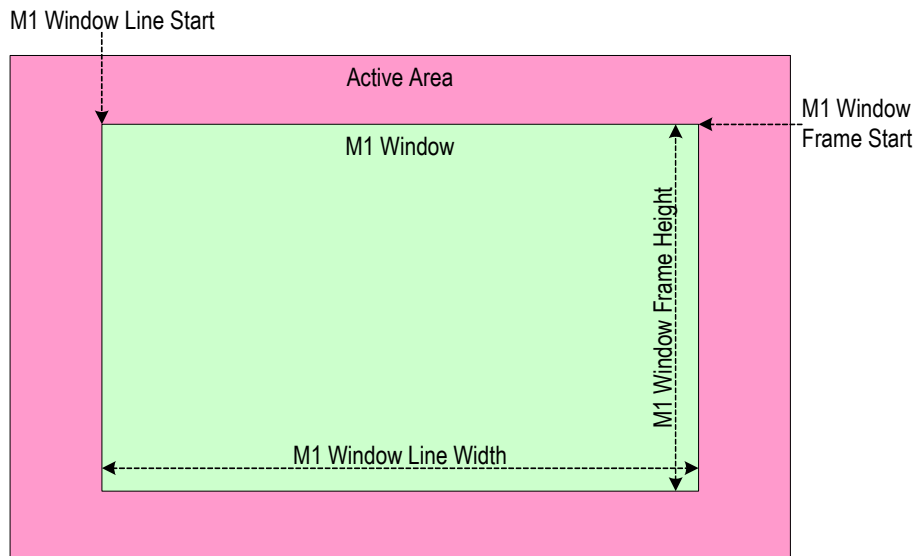 M1 Window Line Start
Active Area
M1 Window
Frame Start
M1 Window
M1 Window Frame Height
M1 Window Line Width